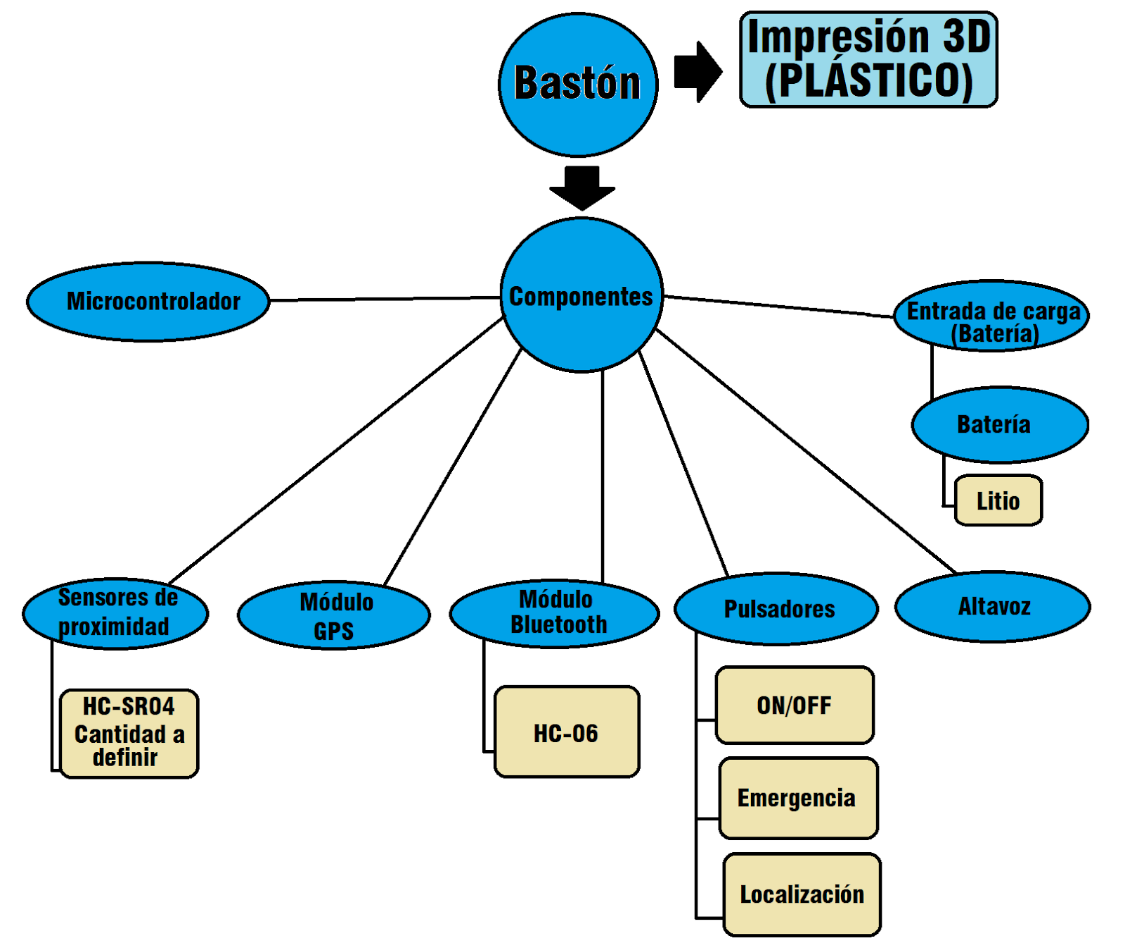 Bastón
Impresión 3D
(PLÁSTICO)
Componentes
Microcontrolador
Entrada de carga
(Batería)
Batería
Litio
Sensores de
proximidad
HC-SR04
Cantidad a
definir
Módulo
GPS
Módulo
Bluetooth
HC-06
Pulsadores
ON/OFF
Emergencia
Localización
Altavoz